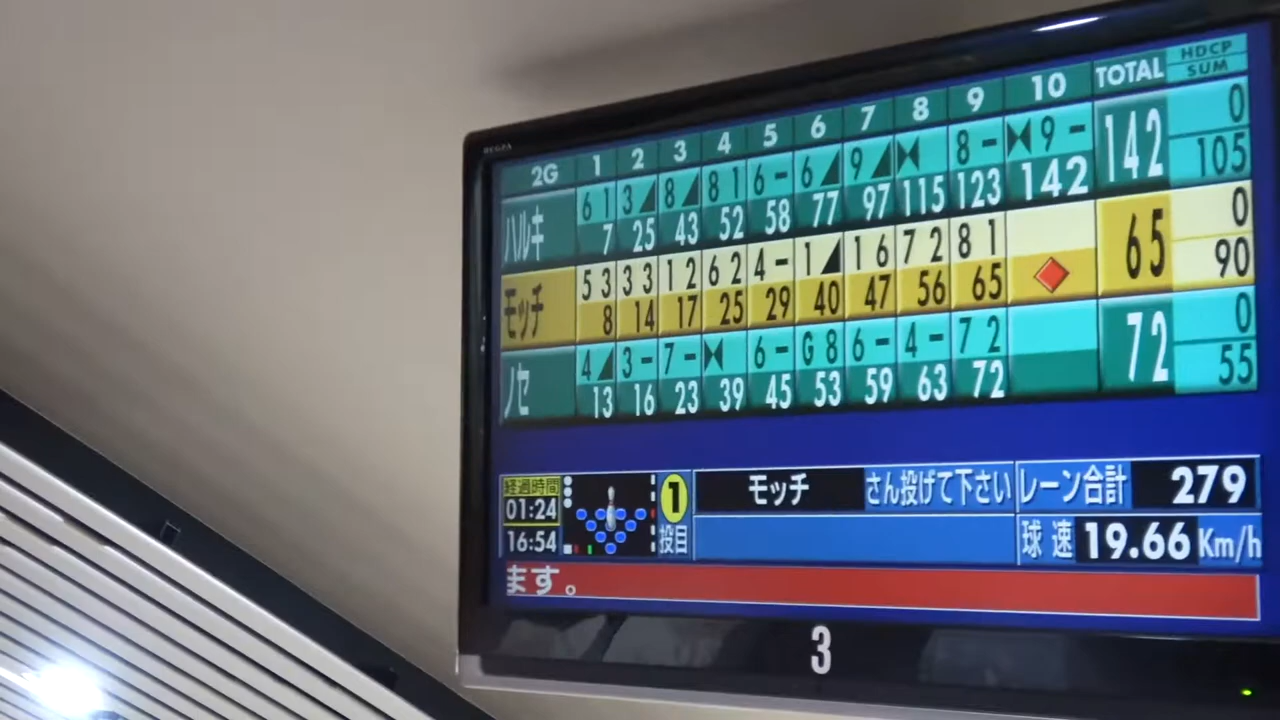 REGZA
2G 1 2 3 4 5 6 7 8 9 10 TOTAL HDCP SUM
ハルキ 6 1 3 8 8 1 6 - 6 9 8 - 9 - 142 0
7 25 43 52 58 77 97 115 123 142 105
モッチ 5 3 3 3 1 2 6 2 4 - 1 1 6 7 2 8 1 65 0
8 14 17 25 29 40 47 56 65 90
ノセ 4 3 - 7 - 6 - G 8 6 - 4 - 7 2 72 0
13 16 23 39 45 53 59 63 72 55
経過時間 1 モッチ さん投げて下さい レーン合計 279
01:24
16:54 投目 球速 19.66 Km/h
ます。
3